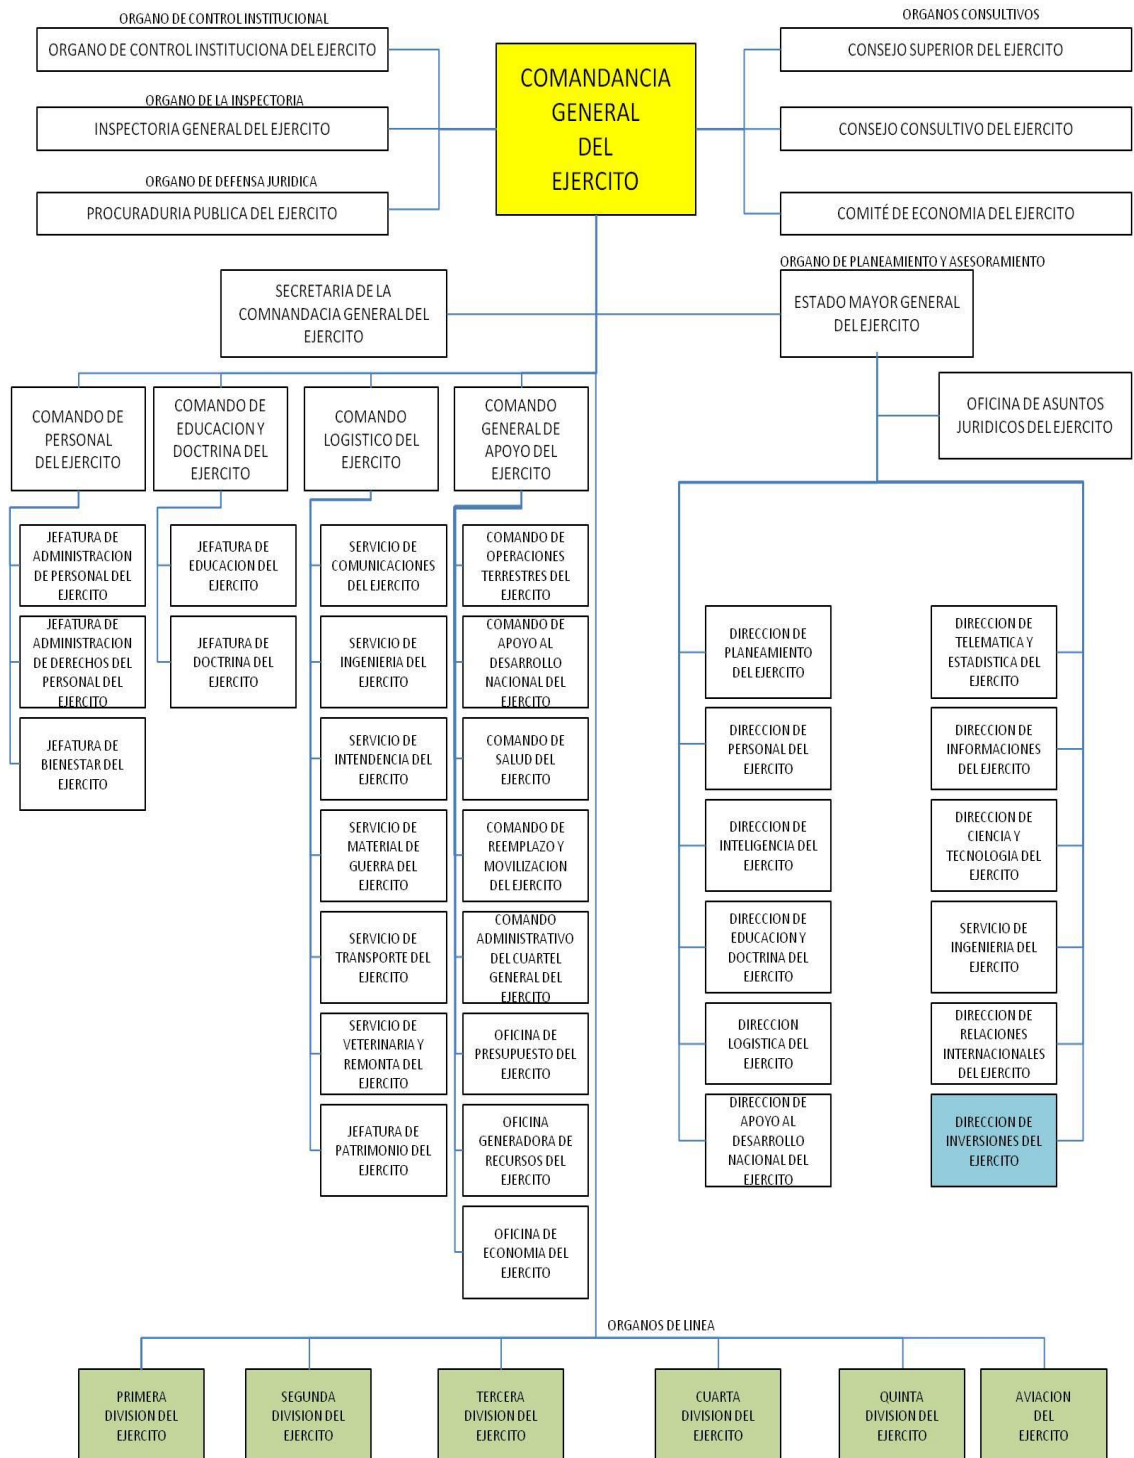 ORGANO DE CONTROL INSTITUCIONAL
ORGANO DE CONTROL INSTITUCIONA DEL EJERCITO
ORGANO DE LA INSPECTORIA
INSPECTORIA GENERAL DEL EJERCITO
ORGANO DE DEFENSA JURIDICA
PROCURADURIA PUBLICA DEL EJERCITO
COMANDANCIA
GENERAL
DEL
EJERCITO
ORGANOS CONSULTIVOS
CONSEJO SUPERIOR DEL EJERCITO
CONSEJO CONSULTIVO DEL EJERCITO
COMITÉ DE ECONOMIA DEL EJERCITO
SECRETARIA DE LA
COMNANDACIA GENERAL DEL
EJERCITO
ORGANO DE PLANEAMIENTO Y ASESORAMIENTO
ESTADO MAYOR GENERAL
DEL EJERCITO
OFICINA DE ASUNTOS
JURIDICOS DEL EJERCITO
COMANDO DE
PERSONAL
DEL EJERCITO
COMANDO DE
EDUCACION Y
DOCTRINA DEL
EJERCITO
COMANDO
LOGISTICO DEL
EJERCITO
COMANDO
GENERAL DE
APOYO DEL
EJERCITO
JEFATURA DE
ADMINISTRACION
DE PERSONAL DEL
EJERCITO
JEFATURA DE
ADMINISTRACION
DE DERECHOS DEL
PERSONAL DEL
EJERCITO
JEFATURA DE
BIENESTAR DEL
EJERCITO
JEFATURA DE
EDUCACION DEL
EJERCITO
JEFATURA DE
DOCTRINA DEL
EJERCITO
SERVICIO DE
COMUNICACIONES
DEL EJERCITO
SERVICIO DE
INGENIERIA DEL
EJERCITO
SERVICIO DE
INTENDENCIA DEL
EJERCITO
SERVICIO DE
MATERIAL DE
GUERRA DEL
EJERCITO
SERVICIO DE
TRANSPORTE DEL
EJERCITO
SERVICIO DE
VETERINARIA Y
REMONTA DEL
EJERCITO
JEFATURA DE
PATRIMONIO DEL
EJERCITO
COMANDO DE
OPERACIONES
TERRESTRES DEL
EJERCITO
COMANDO DE
APOYO AL
DESARROLLO
NACIONAL DEL
EJERCITO
COMANDO DE
SALUD DEL
EJERCITO
COMANDO DE
REEMPLAZO Y
MOVILIZACION
DEL EJERCITO
COMANDO
ADMINISTRATIVO
DEL CUARTEL
GENERAL DEL
EJERCITO
OFICINA DE
PRESUPUESTO DEL
EJERCITO
OFICINA
GENERADORA DE
RECURSOS DEL
EJERCITO
OFICINA DE
ECONOMIA DEL
EJERCITO
DIRECCION DE
PLANEAMIENTO
DEL EJERCITO
DIRECCION DE
PERSONAL DEL
EJERCITO
DIRECCION DE
INTELIGENCIA DEL
EJERCITO
DIRECCION DE
EDUCACION Y
DOCTRINA DEL
EJERCITO
DIRECCION
LOGISTICA DEL
EJERCITO
DIRECCION DE
APOYO AL
DESARROLLO
NACIONAL DEL
EJERCITO
DIRECCION DE
TELEMATICA Y
ESTADISTICA DEL
EJERCITO
DIRECCION DE
INFORMACIONES
DEL EJERCITO
DIRECCION DE
CIENCIA Y
TECNOLOGIA DEL
EJERCITO
SERVICIO DE
INGENIERIA DEL
EJERCITO
DIRECCION DE
RELACIONES
INTERNACIONALES
DEL EJERCITO
DIRECCION DE
INVERSIONES DEL
EJERCITO
ORGANOS DE LINEA
PRIMERA
DIVISION DEL
EJERCITO
SEGUNDA
DIVISION DEL
EJERCITO
TERCERA
DIVISION DEL
EJERCITO
CUARTA
DIVISION DEL
EJERCITO
QUINTA
DIVISION DEL
EJERCITO
AVIACION
DEL
EJERCITO